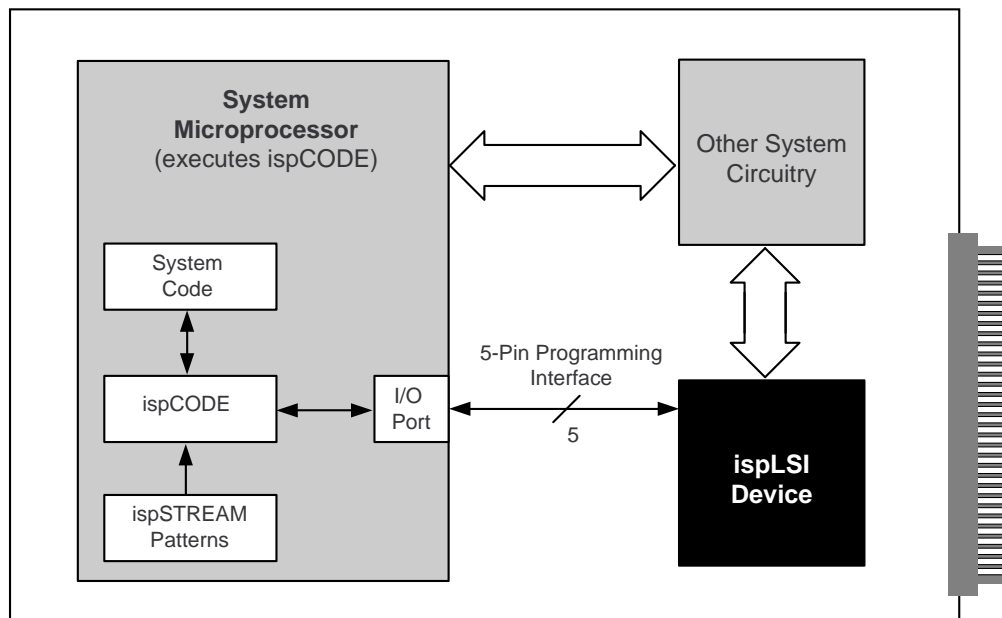 System
Microprocessor
(executes ispCODE)
Other System
Circuitry
System
Code
5-Pin Programming
Interface
ispCODE
I/O
Port
5
ispLSI
Device
ispSTREAM
Patterns